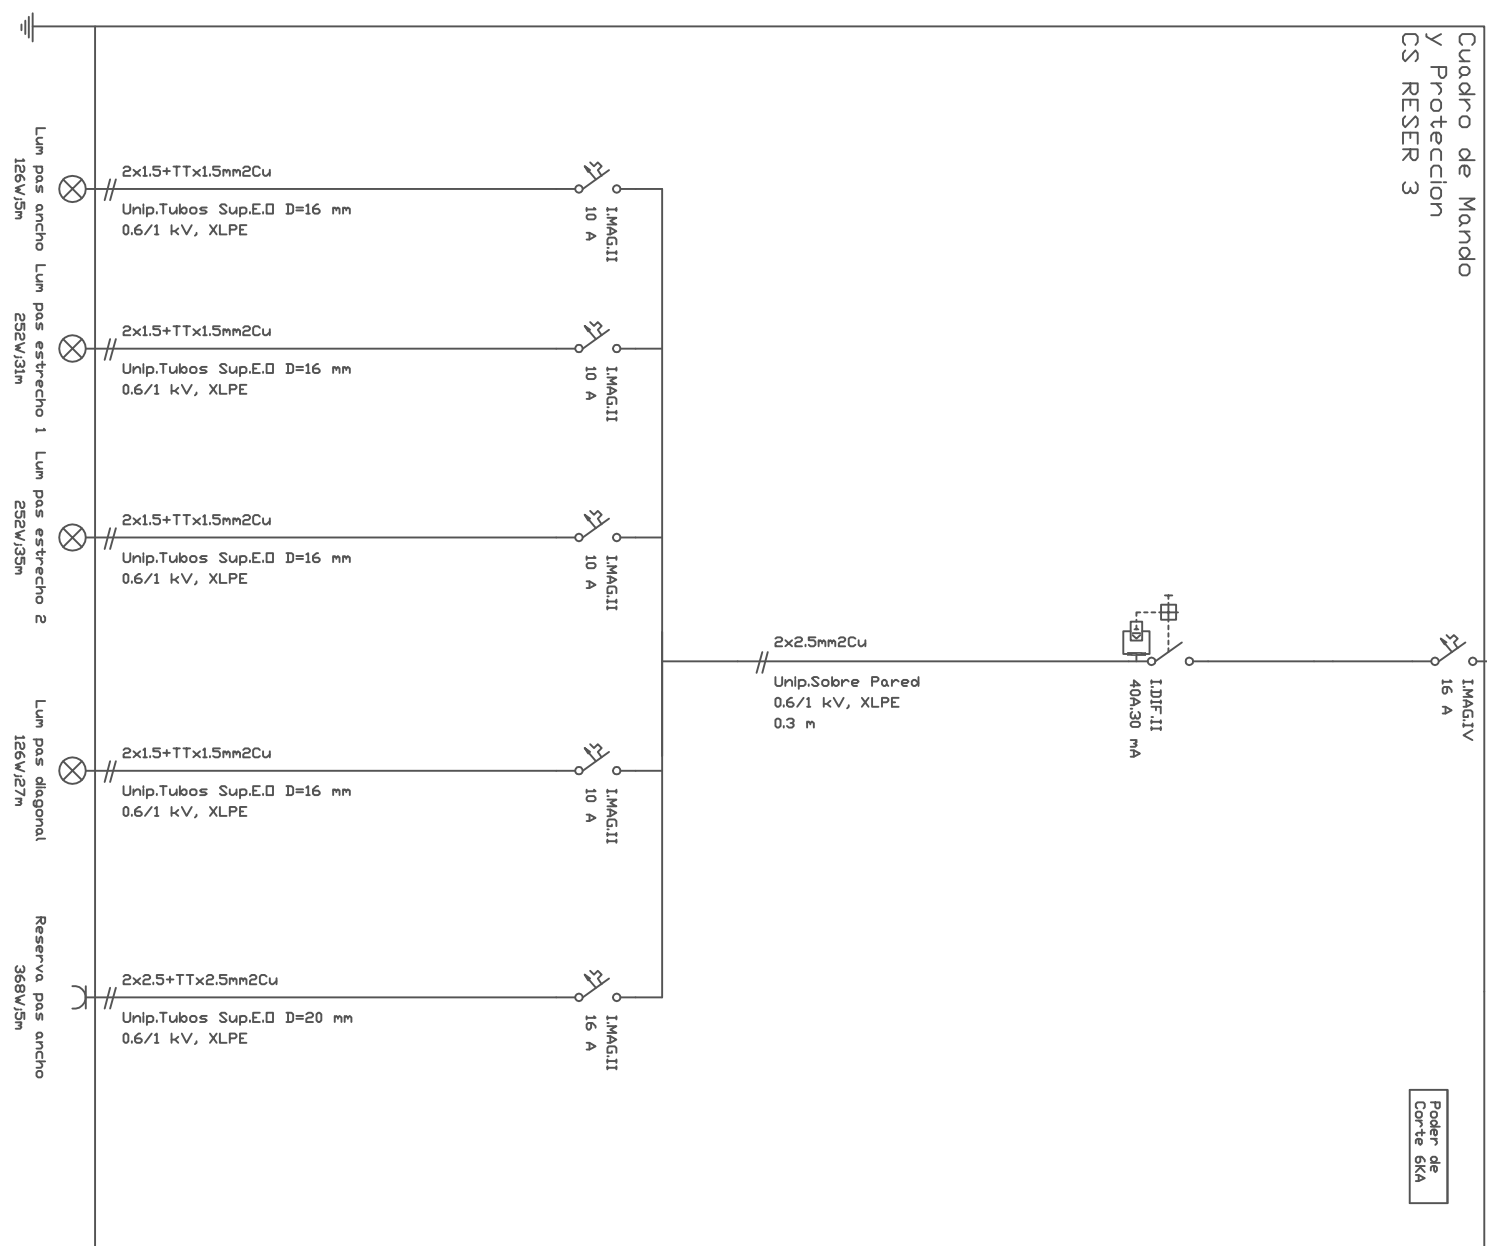 Cuadro de Mando
y Proteccion
CS RESER 3
I.MAG.IV
16 A
I.DIF.II
40A.30 mA
2x2.5mm2Cu
Unip.Sobre Pared
0.6/1 kV, XLPE
0.3 m
I.MAG.II
10 A
2x1.5+TTx1.5mm2Cu
Unip.Tubos Sup.E.O D=16 mm
0.6/1 kV, XLPE
Lum pas ancho
126W;5m
I.MAG.II
10 A
2x1.5+TTx1.5mm2Cu
Unip.Tubos Sup.E.O D=16 mm
0.6/1 kV, XLPE
Lum pas estrecho 1
252W;31m
I.MAG.II
10 A
2x1.5+TTx1.5mm2Cu
Unip.Tubos Sup.E.O D=16 mm
0.6/1 kV, XLPE
Lum pas estrecho 2
252W;35m
I.MAG.II
10 A
2x1.5+TTx1.5mm2Cu
Unip.Tubos Sup.E.O D=16 mm
0.6/1 kV, XLPE
Lum pas diagonal
126W;27m
I.MAG.II
16 A
2x2.5+TTx2.5mm2Cu
Unip.Tubos Sup.E.O D=20 mm
0.6/1 kV, XLPE
Reserva pas ancho
368W;5m
Poder de
Corte 6KA